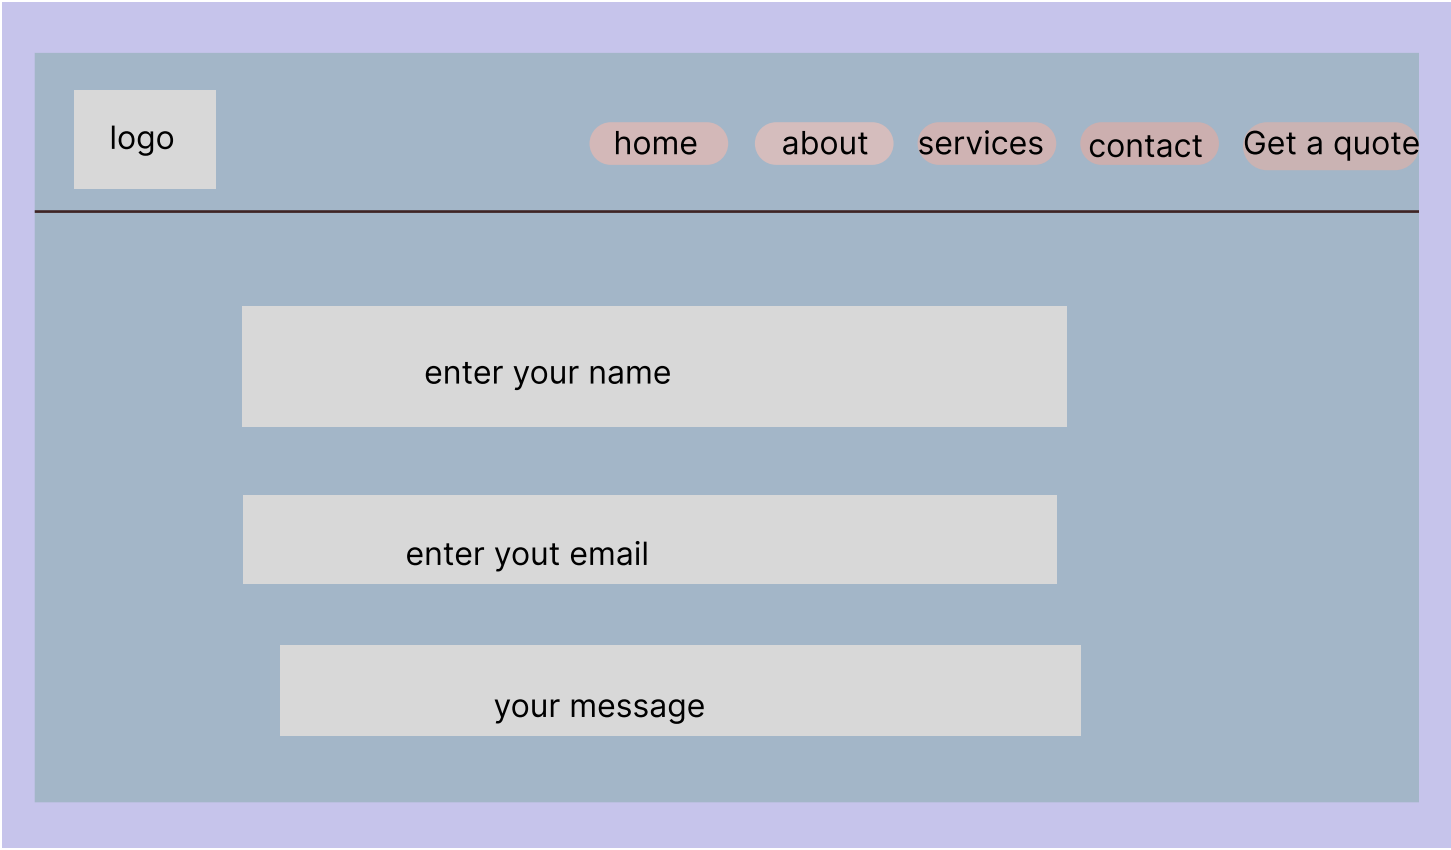 logo
home
about
services
contact
Get a quote
enter your name
enter yout email
your message